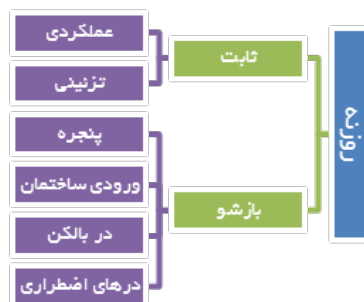 روزنه
ثابت
عملکردی
تزئینی
بازشو
پنجره
ورودی ساختمان
در بالکن
درهای اضطراری